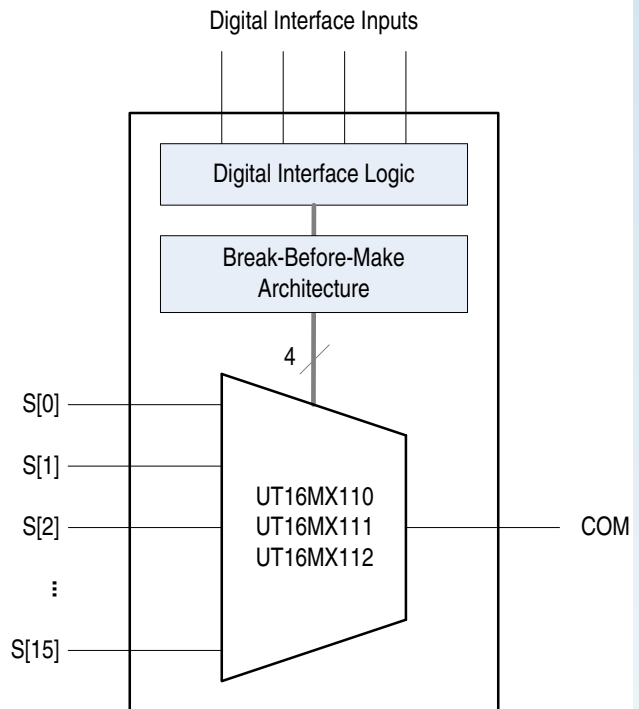 Digital Interface Inputs
Digital Interface Logic
Break-Before-Make
Architecture
4
S[0]
S[1]
S[2]
...
S[15]
UT16MX110
UT16MX111
UT16MX112
COM